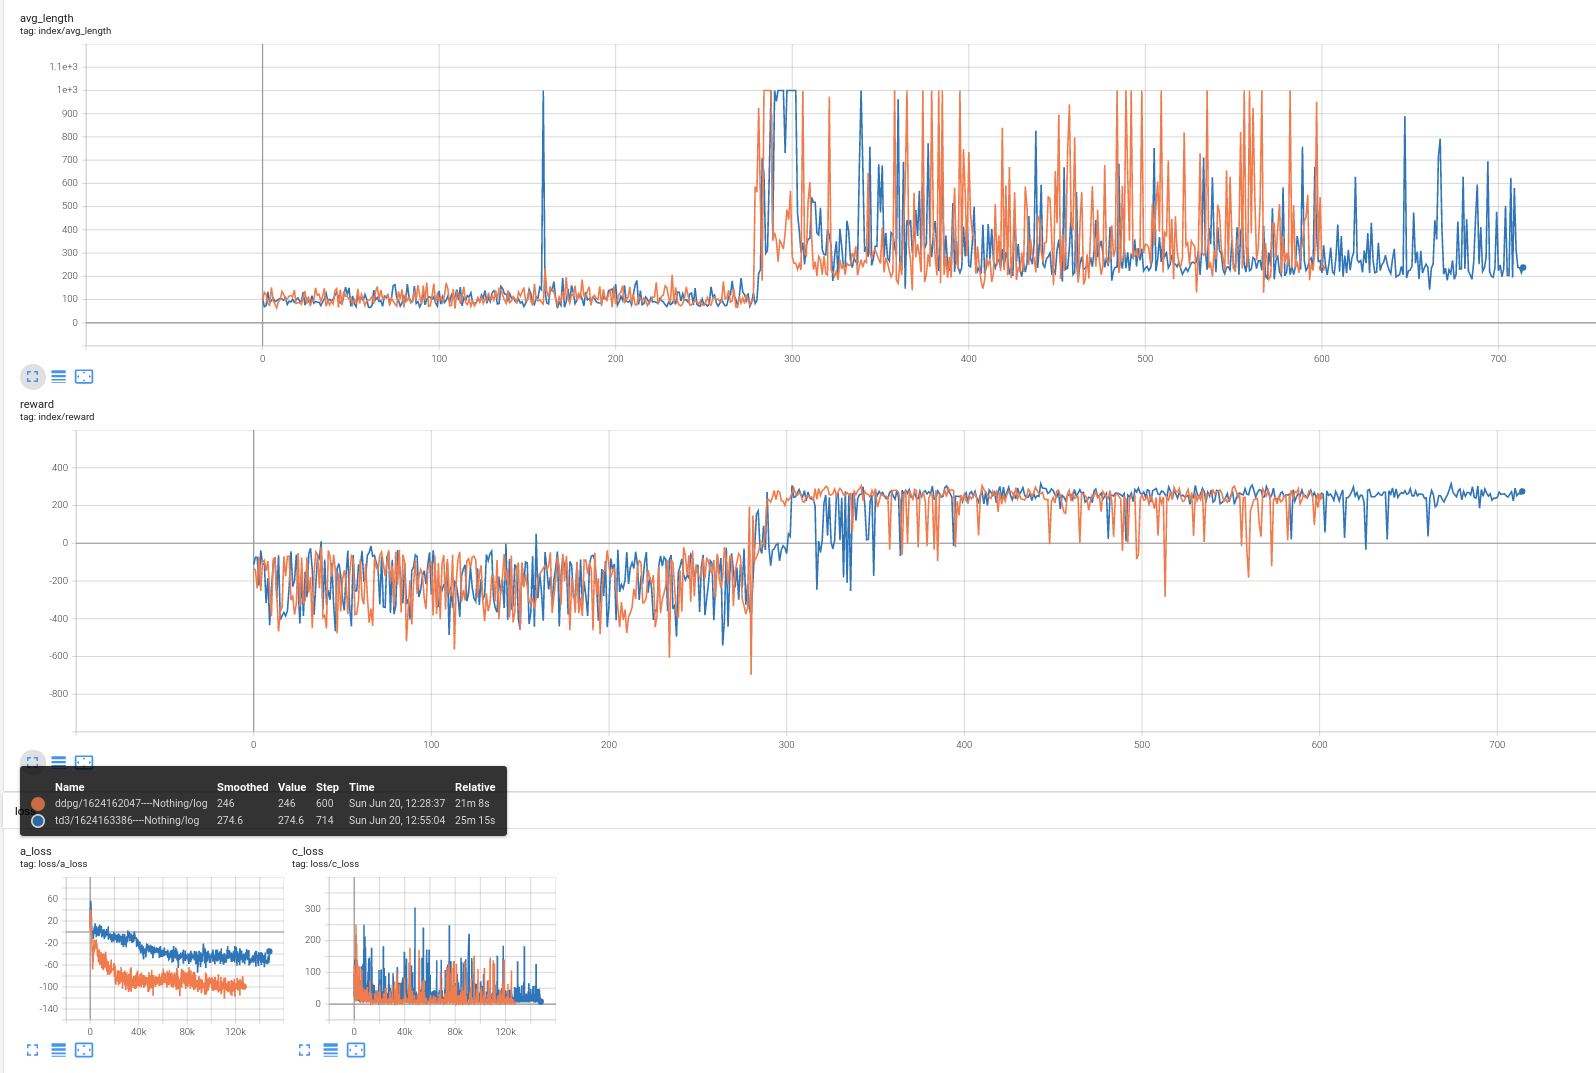 avg_length
tag: index/avg_length
1.1e+3
1e+3
900
800
700
600
500
400
300
200
100
0
0 100 200 300 400 500 600 700
reward
tag: index/reward
400
200
0
-200
-400
-600
-800
0 100 200 300 400 500 600 700
Name Smoothed Value Step Time Relative
ddpg/1624162047---Nothing/log 246 246 600 Sun Jun 20, 12:28:37 21m 8s
td3/1624163386---Nothing/log 274.6 274.6 714 Sun Jun 20, 12:55:04 25m 15s
loss
a_loss
tag: loss/a_loss
60
20
-20
-60
-100
-140
0 40k 80k 120k
c_loss
tag: loss/c_loss
300
200
100
0
0 40k 80k 120k